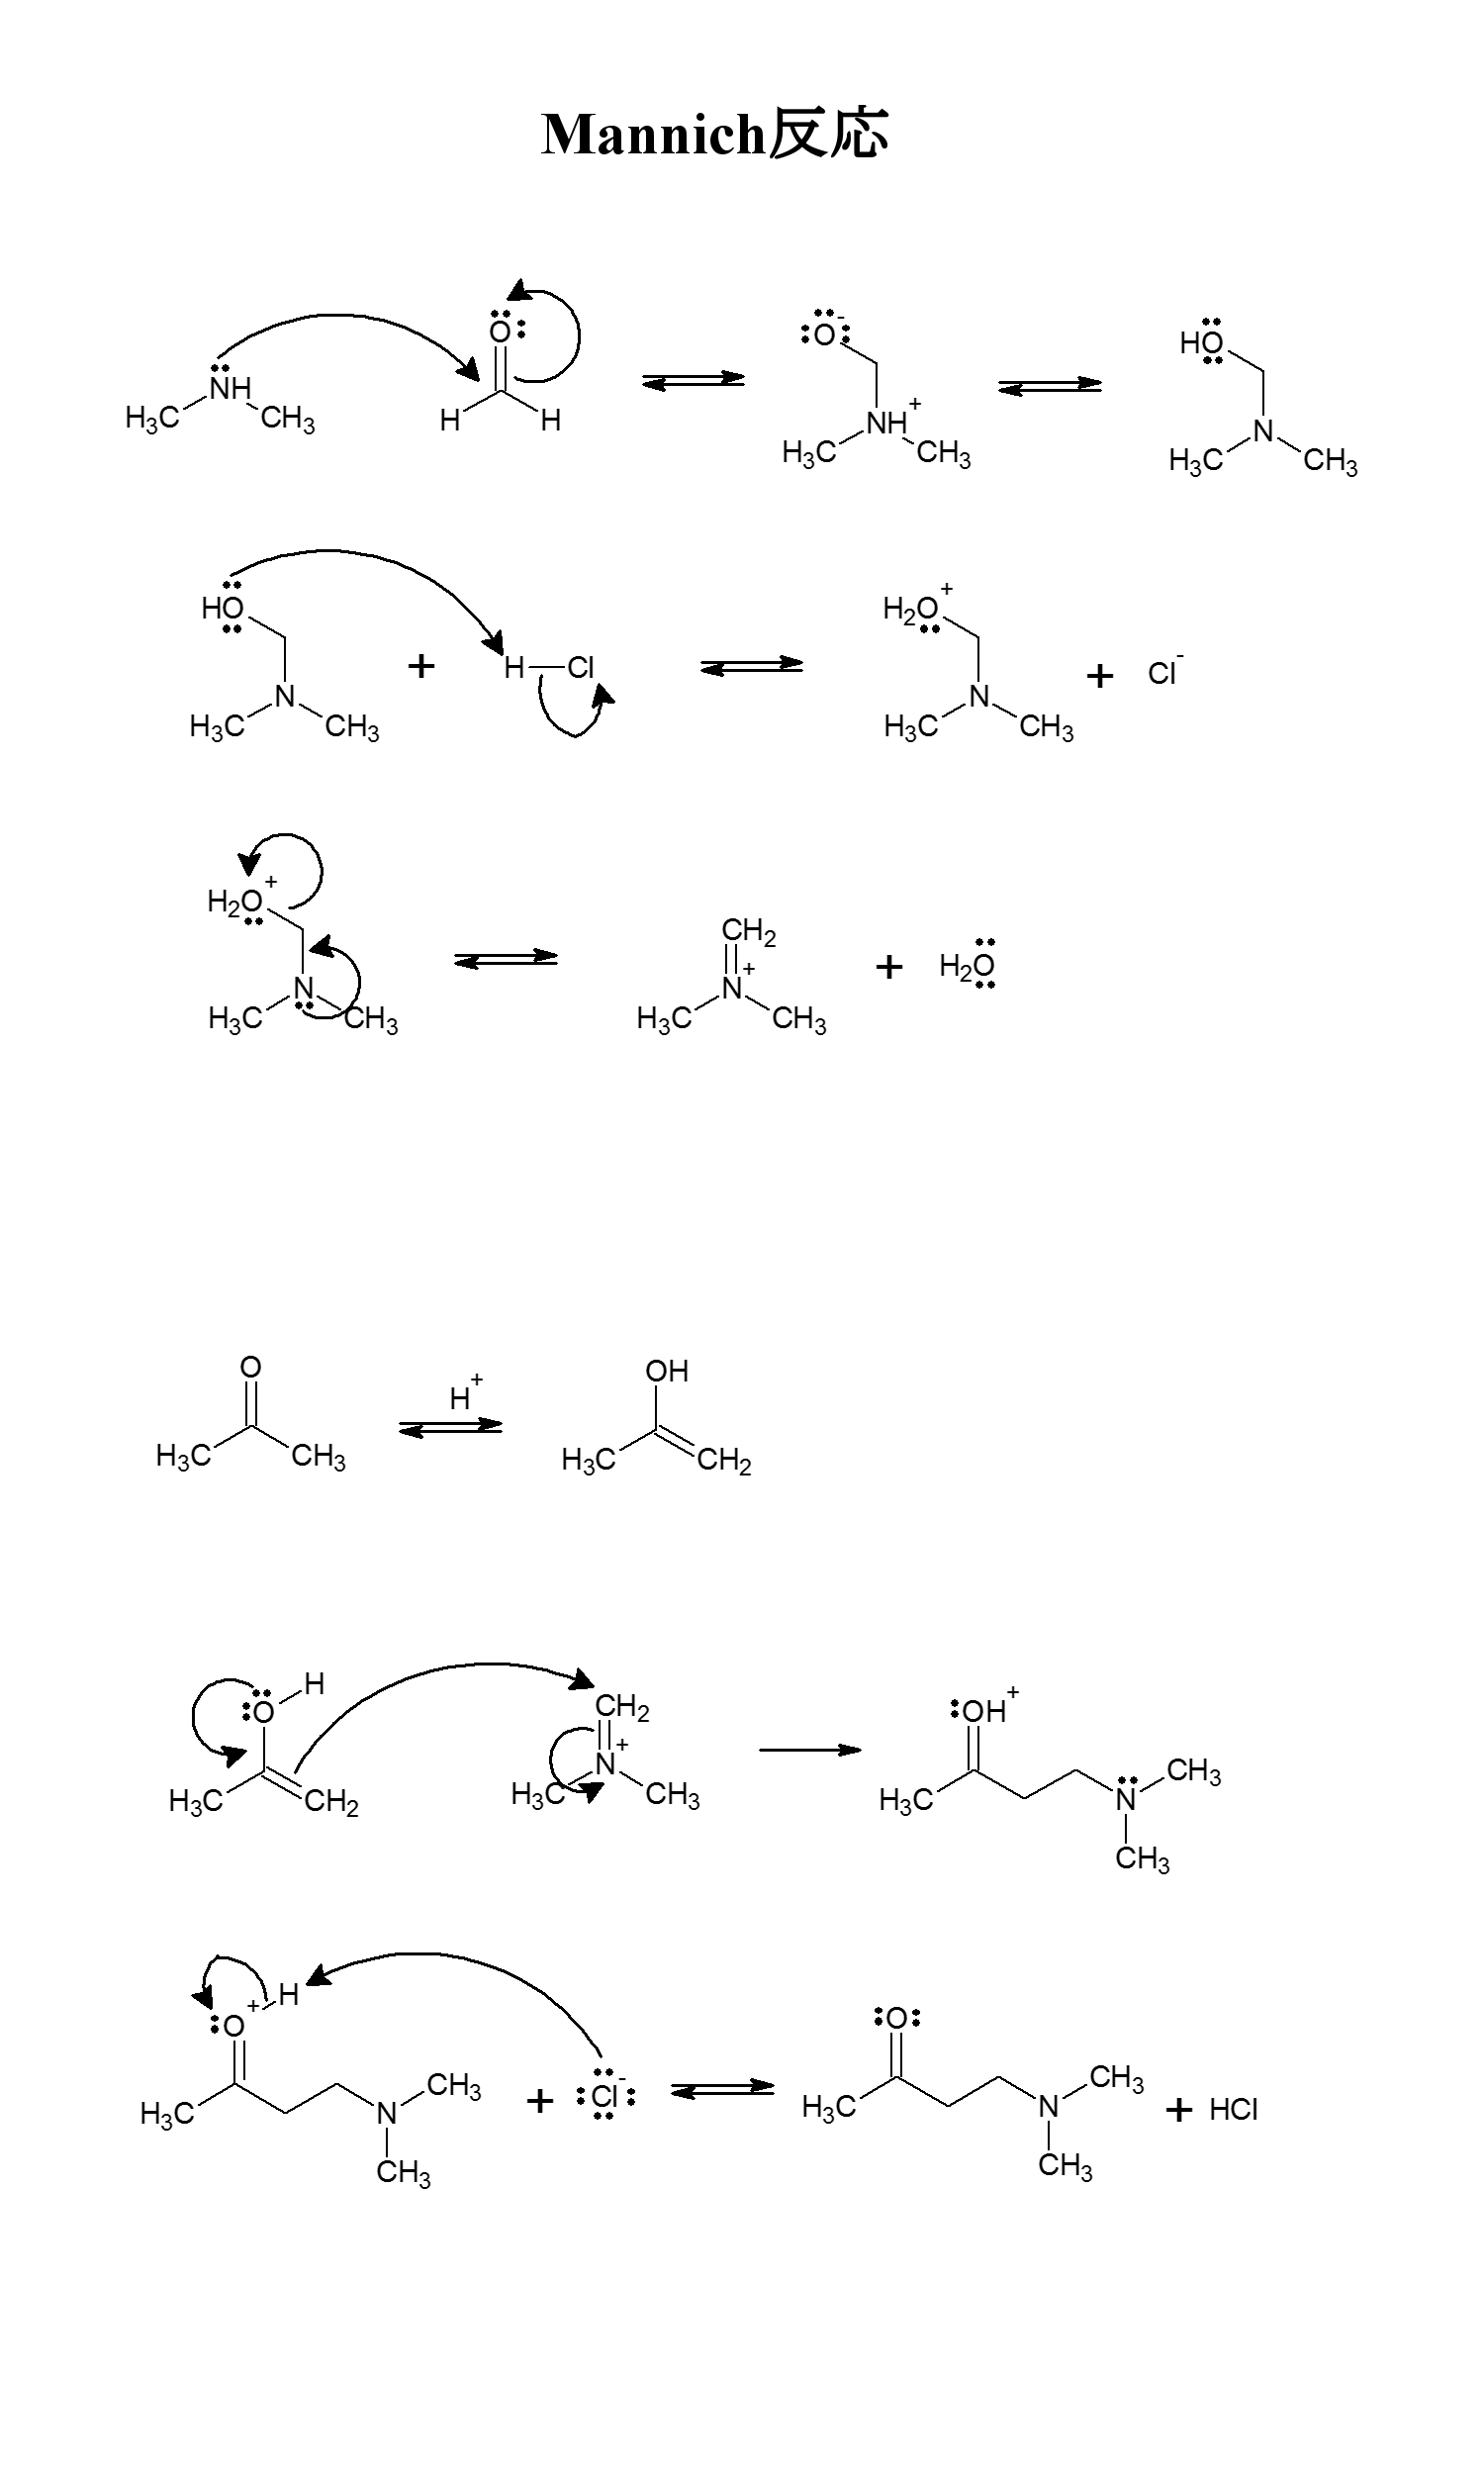 Mannich反応
H3C NH CH3 O H H O- NH+ H3C CH3 HO N H3C CH3
HO N H3C CH3 + H Cl H2O+ N H3C CH3 + Cl-
H2O+ N H3C CH3 CH2 N+ H3C CH3 + H2O
O H3C CH3 H+ OH H3C CH2
O H H3C CH2 CH2 N+ H3C CH3 OH+ H3C N CH3 CH3
O + H H3C N CH3 CH3 + Cl- O H3C N CH3 CH3 + HCl